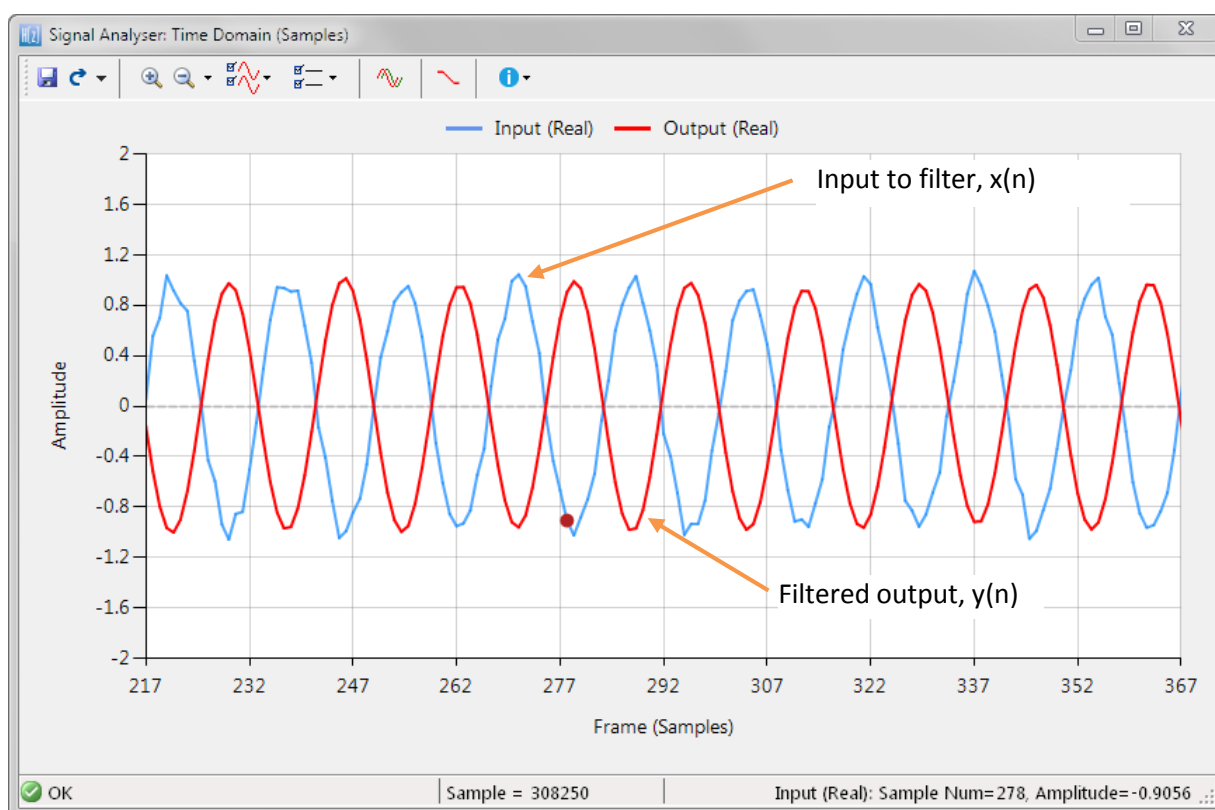 H(z) Signal Analyser: Time Domain (Samples)
Input (Real) Output (Real)
Input to filter, x(n)
Filtered output, y(n)
Amplitude
2
1.6
1.2
0.8
0.4
0
-0.4
-0.8
-1.2
-1.6
-2
217 232 247 262 277 292 307 322 337 352 367
Frame (Samples)
OK Sample = 308250 Input (Real): Sample Num=278, Amplitude=-0.9056